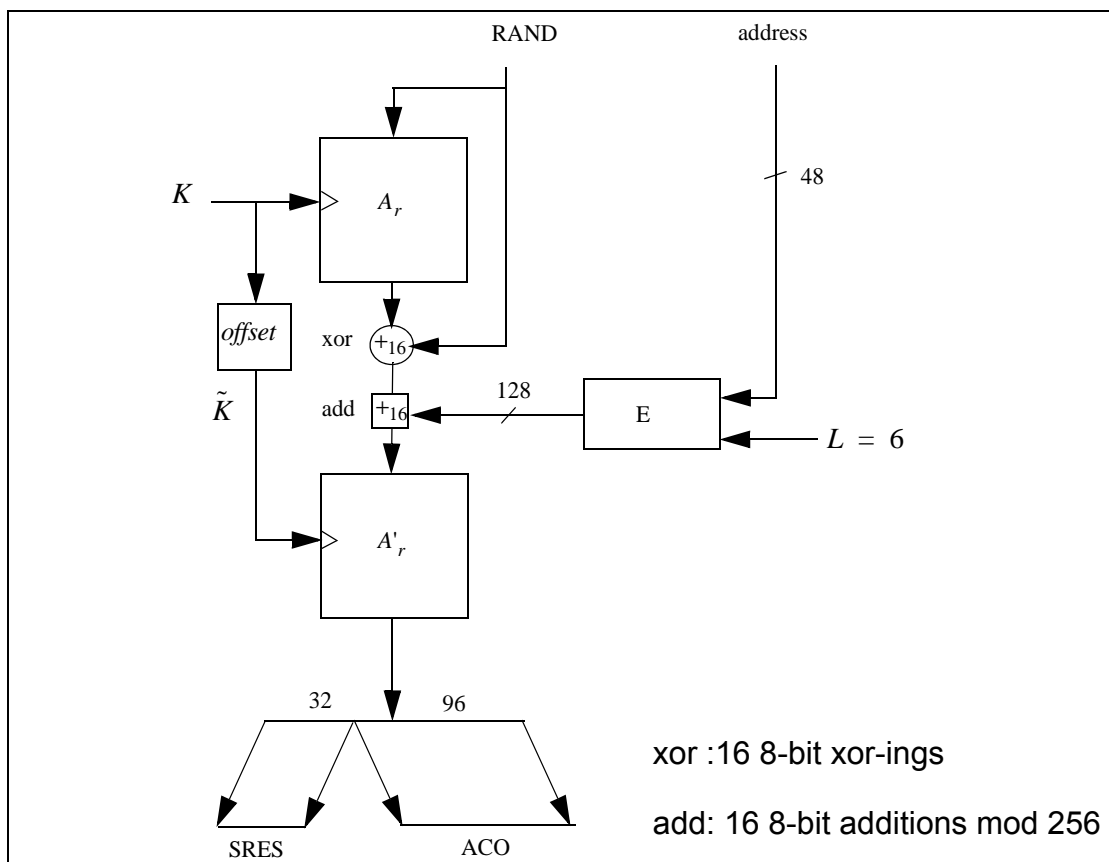 RAND
address
48
K
A_r
offset
xor
+16
K̃
add
+16
128
E
L = 6
A'_r
32
96
SRES
ACO
xor :16 8-bit xor-ings
add: 16 8-bit additions mod 256